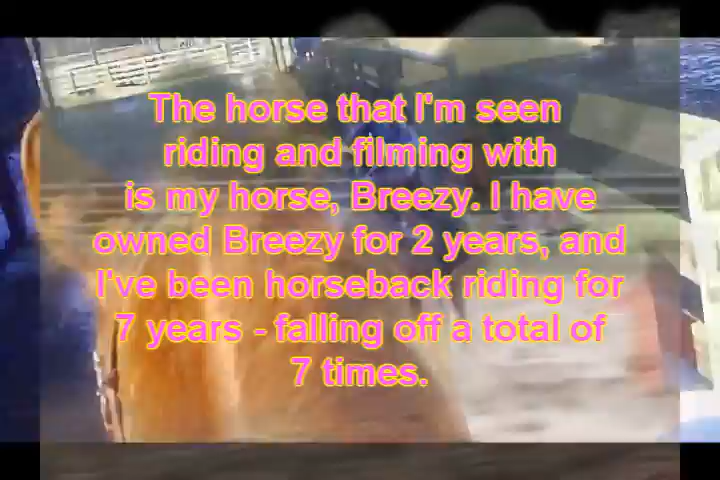 The horse that I'm seen
riding and filming with
is my horse, Breezy. I have
owned Breezy for 2 years, and
I've been horseback riding for
7 years - falling off a total of
7 times.